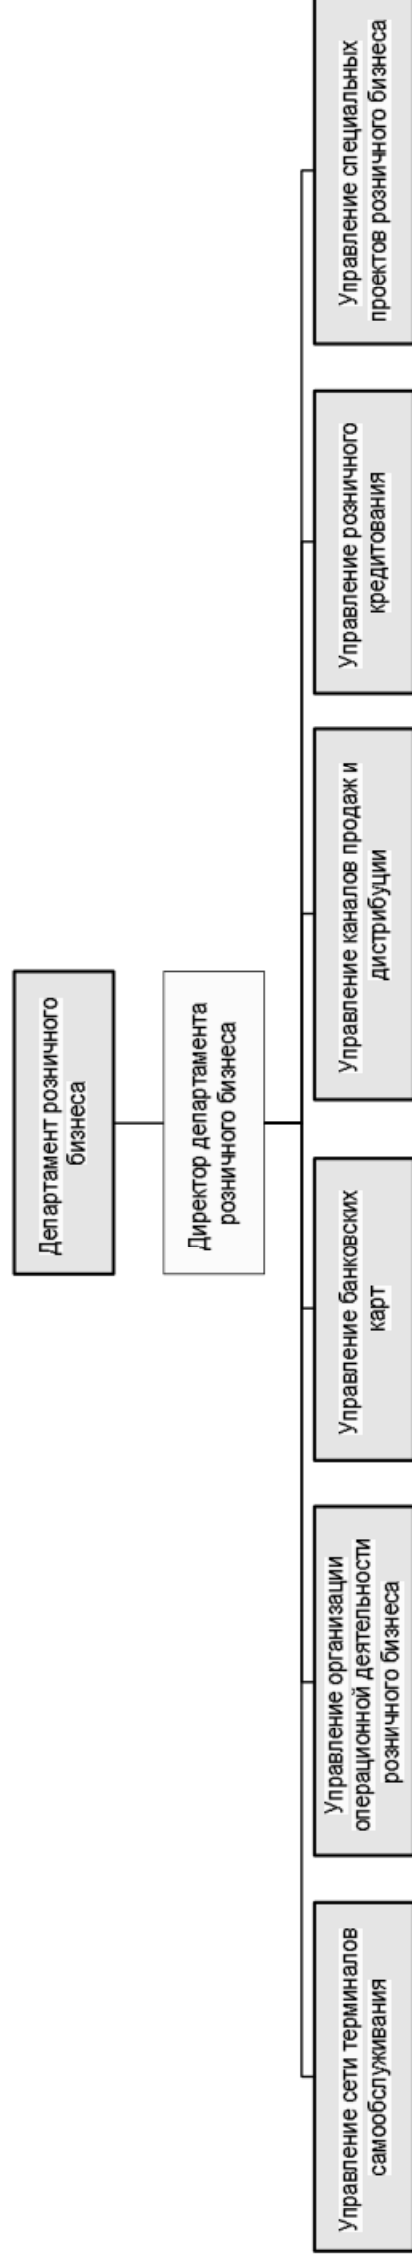 Департамент розничного
бизнеса
Директор департамента
розничного бизнеса
Управление сети терминалов
самообслуживания
Управление организации
операционной деятельности
розничного бизнеса
Управление банковских
карт
Управление каналов продаж и
дистрибуции
Управление розничного
кредитования
Управление специальных
проектов розничного бизнеса